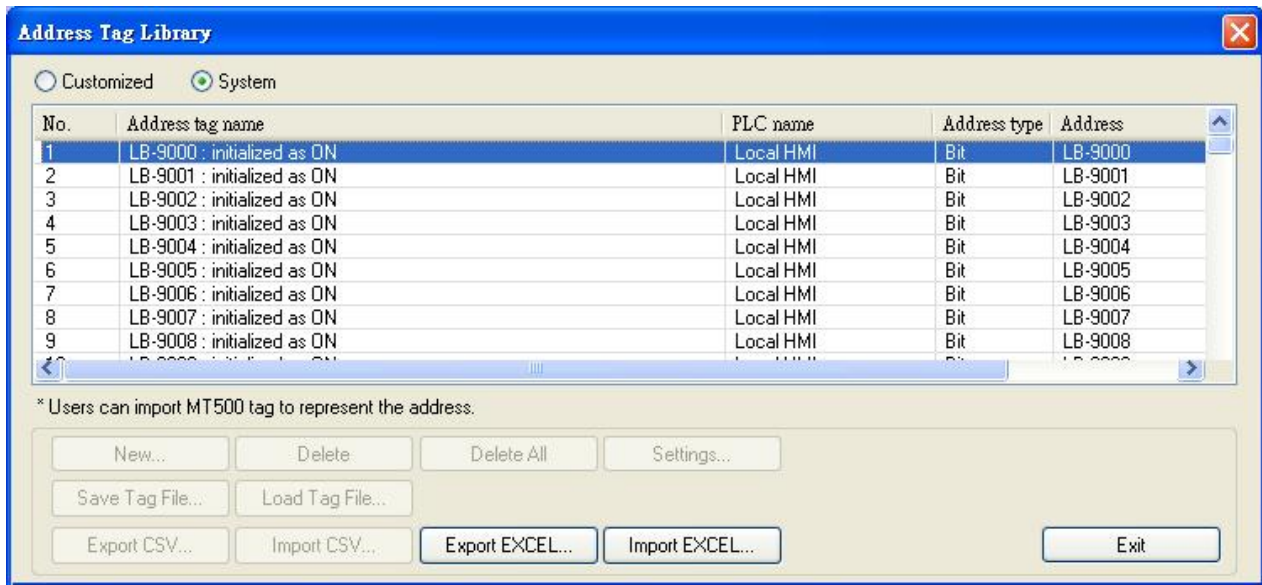 Address Tag Library
Customized System
No. Address tag name PLC name Address type Address
1 LB-9000 : initialized as ON Local HMI Bit LB-9000
2 LB-9001 : initialized as ON Local HMI Bit LB-9001
3 LB-9002 : initialized as ON Local HMI Bit LB-9002
4 LB-9003 : initialized as ON Local HMI Bit LB-9003
5 LB-9004 : initialized as ON Local HMI Bit LB-9004
6 LB-9005 : initialized as ON Local HMI Bit LB-9005
7 LB-9006 : initialized as ON Local HMI Bit LB-9006
8 LB-9007 : initialized as ON Local HMI Bit LB-9007
9 LB-9008 : initialized as ON Local HMI Bit LB-9008
* Users can import MT500 tag to represent the address.
New... Delete Delete All Settings...
Save Tag File... Load Tag File...
Export CSV... Import CSV... Export EXCEL... Import EXCEL... Exit